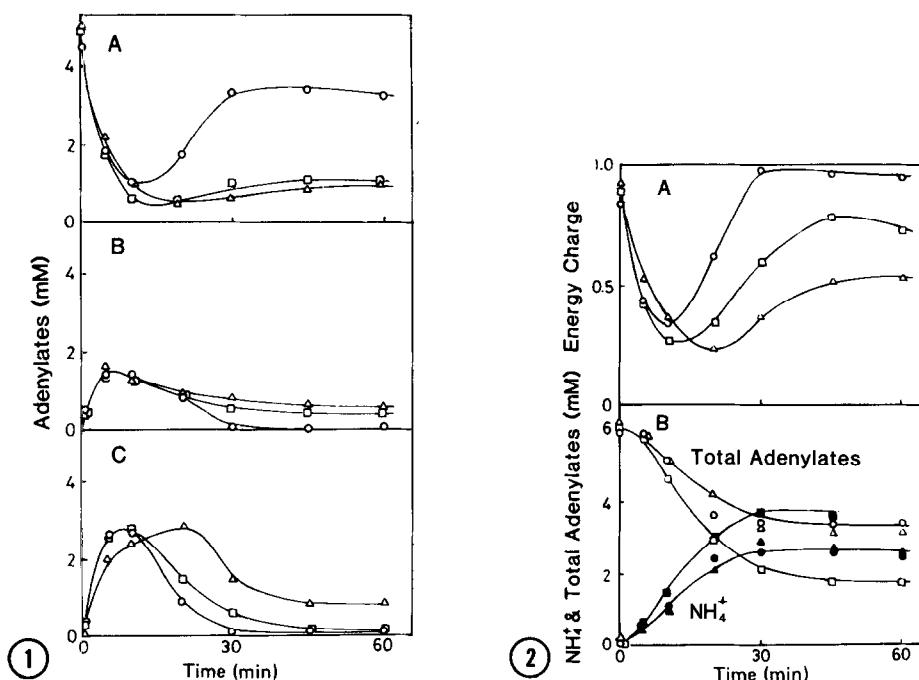 A
4
2
0
B
4
2
0
C
4
2
0
0
30
60
Time (min)
Adenylates (mM)
1
1.0
A
0.5
0
Energy Charge
6
B
Total Adenylates
4
2
NH₄⁺
0
0
30
60
Time (min)
NH₄⁺ & Total Adenylates (mM)
2